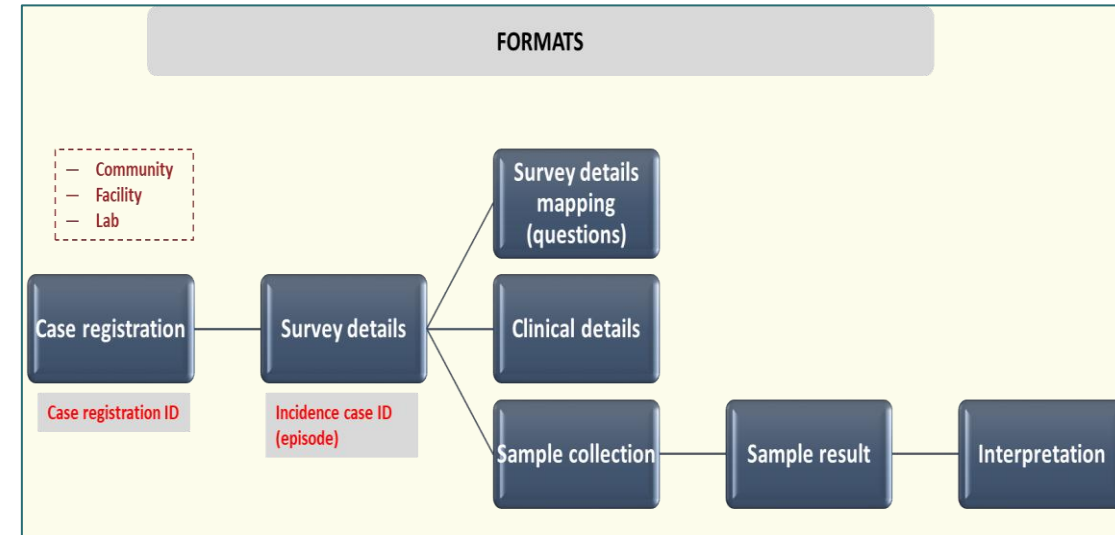 FORMATS
— Community
— Facility
— Lab
Survey details
mapping
(questions)
Case registration
Survey details
Clinical details
Case registration ID
Incidence case ID
(episode)
Sample collection
Sample result
Interpretation